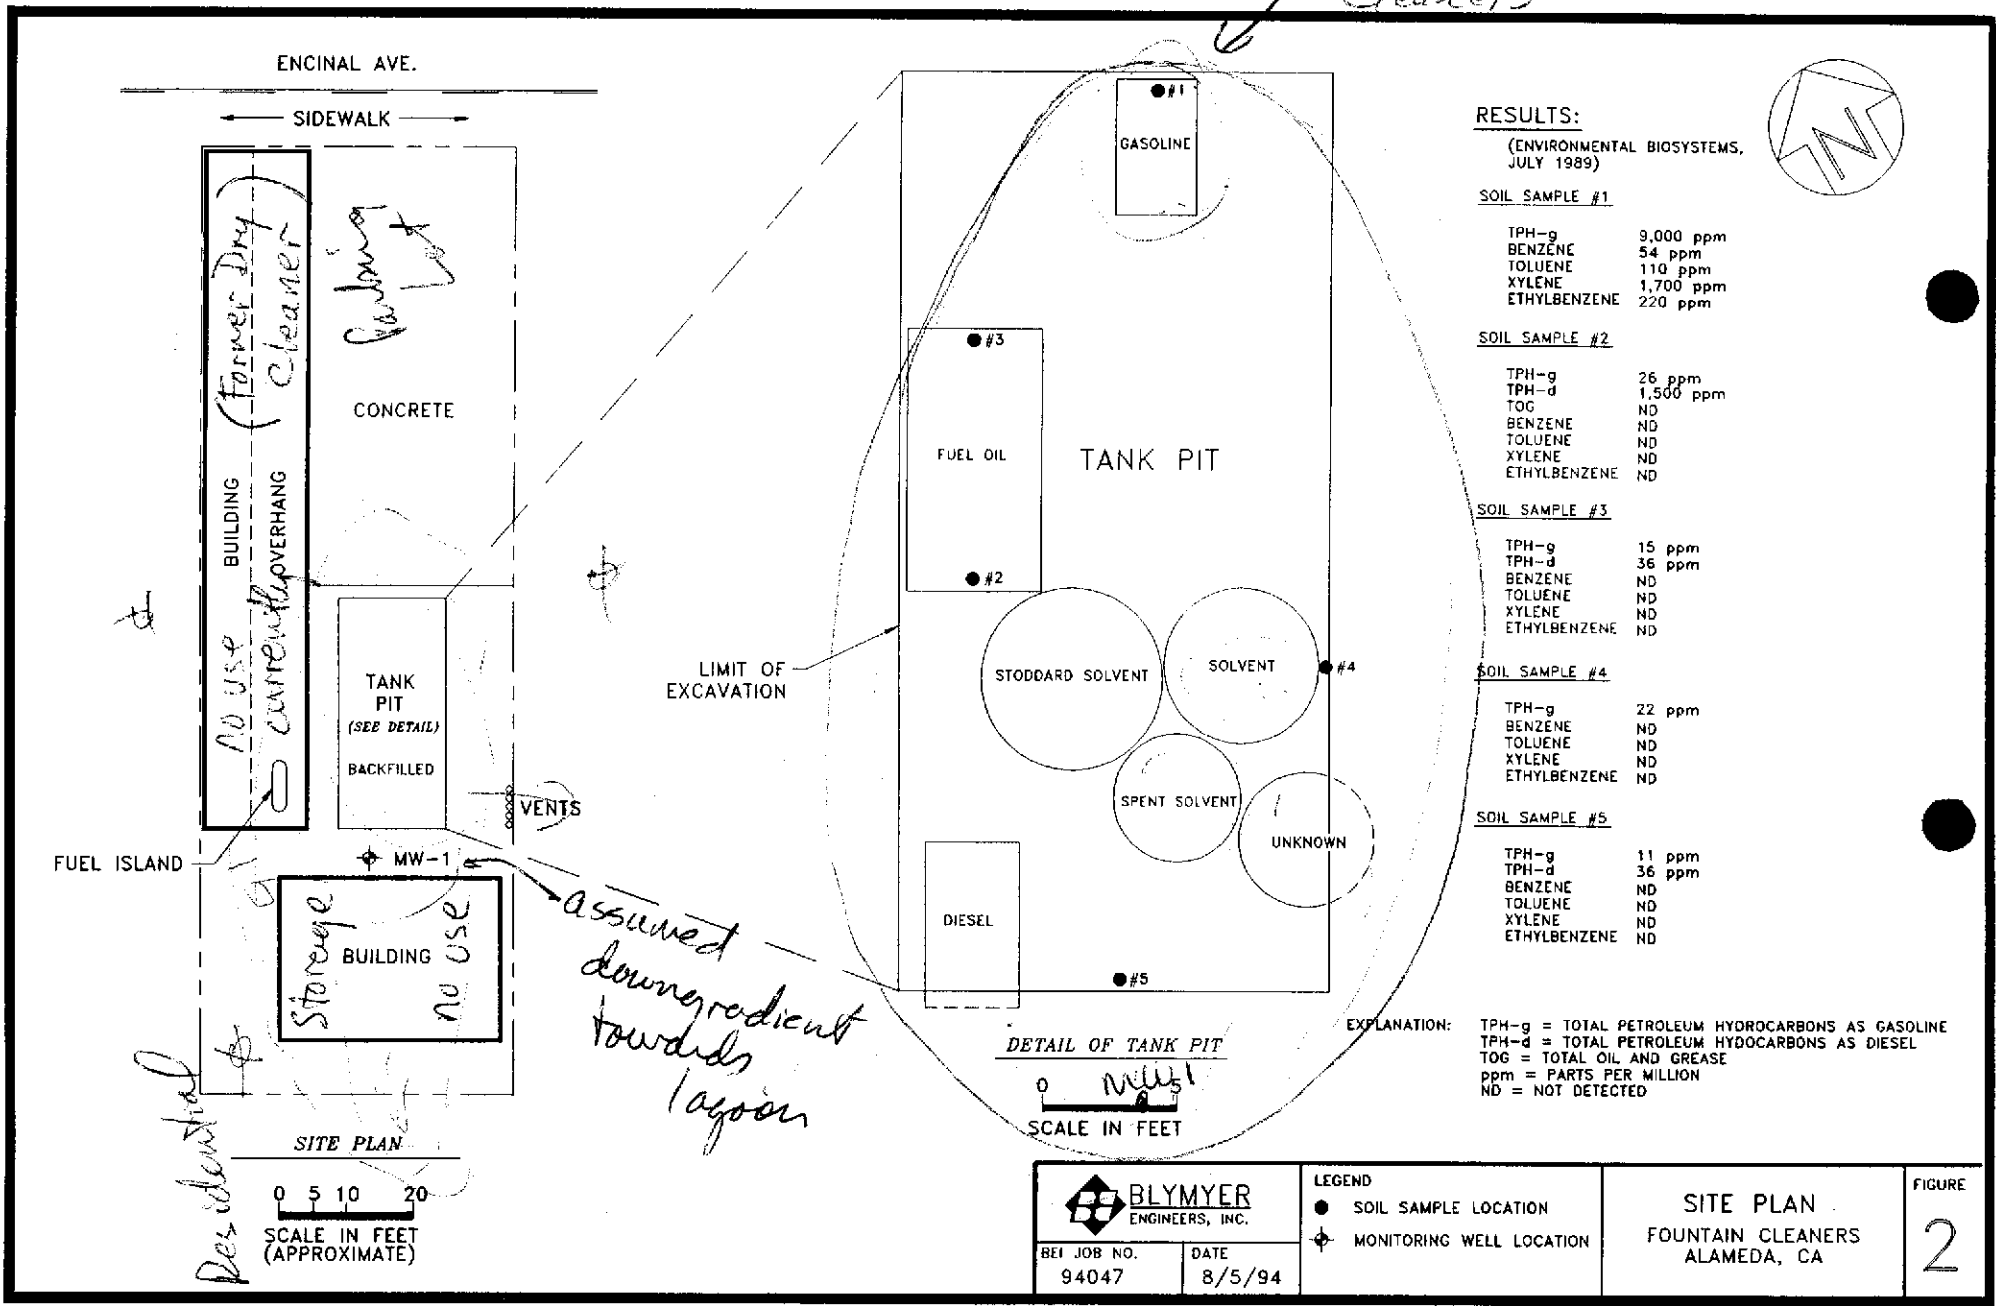 Cleaners
ENCINAL AVE.
SIDEWALK
BUILDING
(Former Dry
Cleaner
OVERHANG
no use
currently
Parking
Lot
CONCRETE
TANK
PIT
(SEE DETAIL)
BACKFILLED
VENTS
FUEL ISLAND
MW-1
BUILDING
Storage
no use
assumed
downgradient
towards
lagoon
Residential
SITE PLAN
0 5 10 20
SCALE IN FEET
(APPROXIMATE)
#1
GASOLINE
#3
FUEL OIL
#2
TANK PIT
LIMIT OF
EXCAVATION
STODDARD SOLVENT
SOLVENT
#4
SPENT SOLVENT
UNKNOWN
DIESEL
#5
DETAIL OF TANK PIT
MW1
0 5
SCALE IN FEET
N
RESULTS:
(ENVIRONMENTAL BIOSYSTEMS,
JULY 1989)
SOIL SAMPLE #1
TPH-g 9,000 ppm
BENZENE 54 ppm
TOLUENE 110 ppm
XYLENE 1,700 ppm
ETHYLBENZENE 220 ppm
SOIL SAMPLE #2
TPH-g 26 ppm
TPH-d 1,500 ppm
TOG ND
BENZENE ND
TOLUENE ND
XYLENE ND
ETHYLBENZENE ND
SOIL SAMPLE #3
TPH-g 15 ppm
TPH-d 36 ppm
BENZENE ND
TOLUENE ND
XYLENE ND
ETHYLBENZENE ND
SOIL SAMPLE #4
TPH-g 22 ppm
BENZENE ND
TOLUENE ND
XYLENE ND
ETHYLBENZENE ND
SOIL SAMPLE #5
TPH-g 11 ppm
TPH-d 36 ppm
BENZENE ND
TOLUENE ND
XYLENE ND
ETHYLBENZENE ND
EXPLANATION:
TPH-g = TOTAL PETROLEUM HYDROCARBONS AS GASOLINE
TPH-d = TOTAL PETROLEUM HYDOCARBONS AS DIESEL
TOG = TOTAL OIL AND GREASE
ppm = PARTS PER MILLION
ND = NOT DETECTED
BLYMYER
ENGINEERS, INC.
BEI JOB NO.
94047
DATE
8/5/94
LEGEND
SOIL SAMPLE LOCATION
MONITORING WELL LOCATION
SITE PLAN
FOUNTAIN CLEANERS
ALAMEDA, CA
FIGURE
2